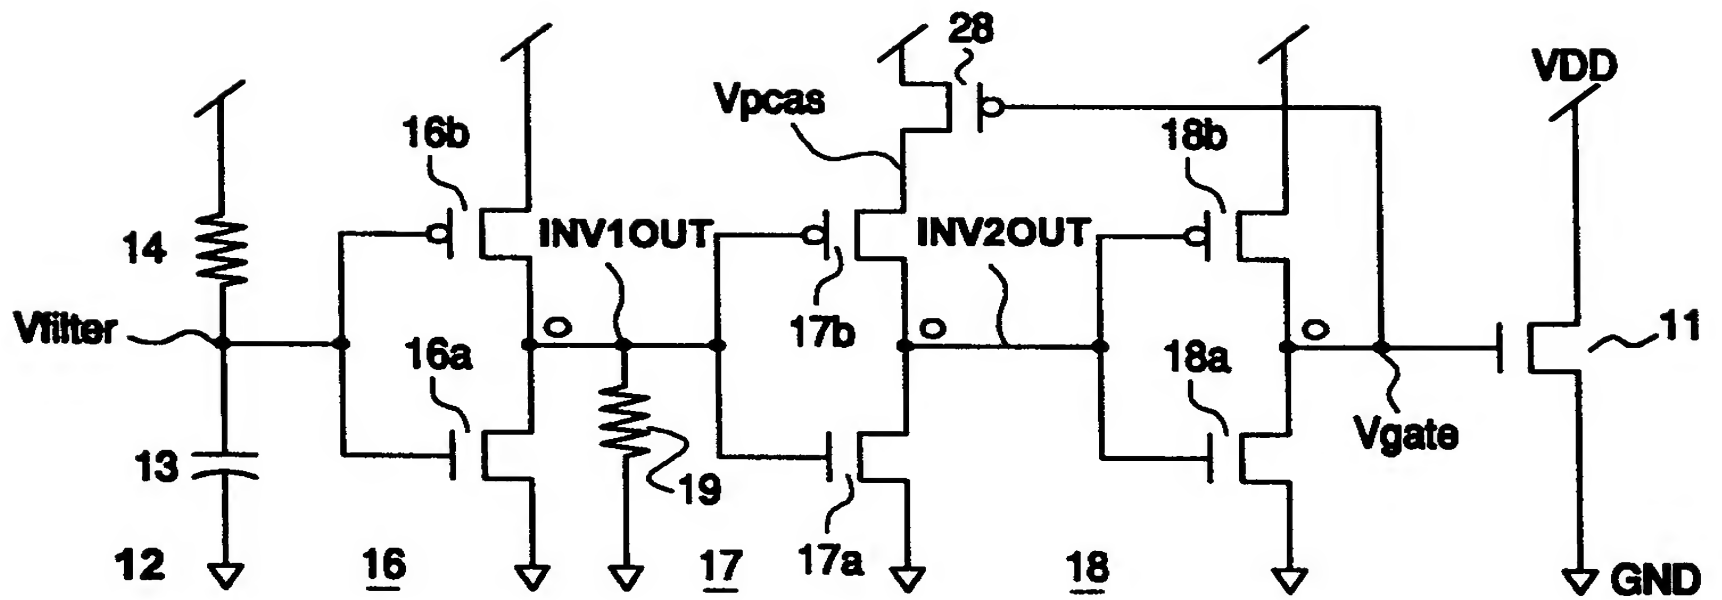 28
VDD
Vpcas
16b
18b
14
INV1OUT
INV2OUT
Vfilter
17b
11
16a
18a
Vgate
13
19
12
16
17
17a
18
GND